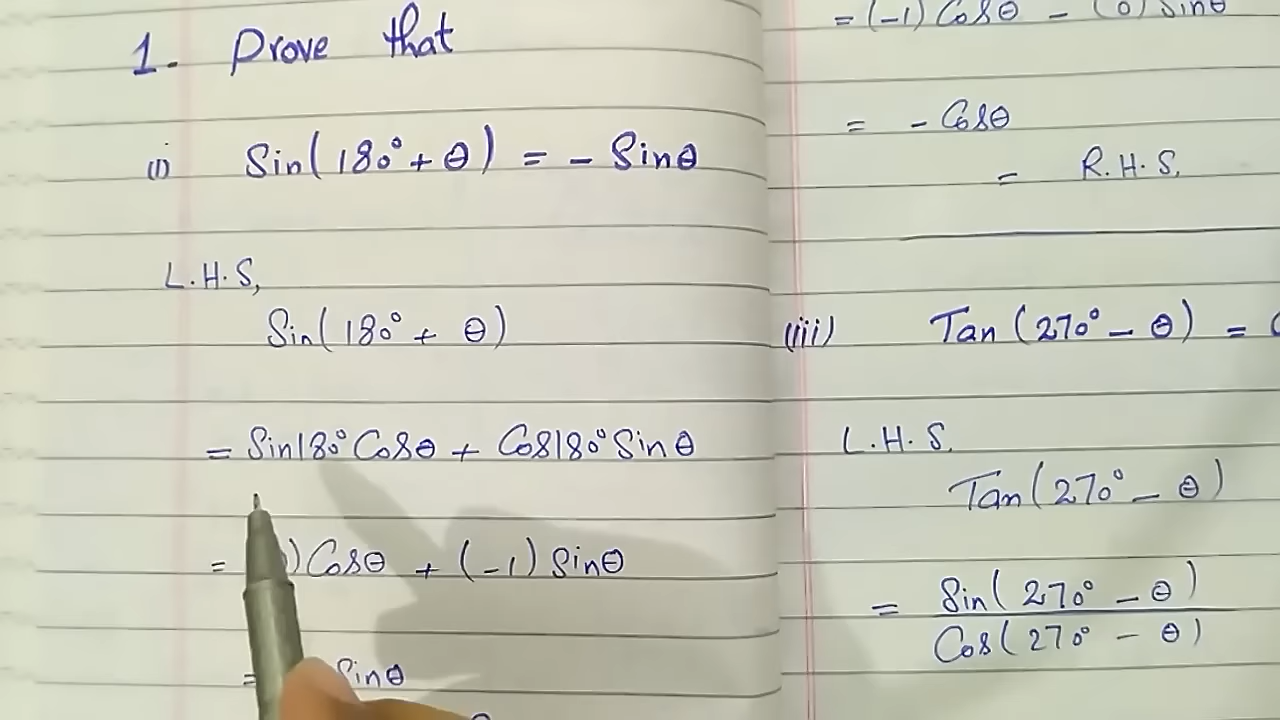 1. Prove that
(i) Sin(180° + θ) = - Sinθ
L.H.S,
Sin(180° + θ)
= Sin180° Cosθ + Cos180° Sinθ
= )Cosθ + (-1) Sinθ
= Sinθ
= (-1) Cosθ - (0) Sinθ
= - Cosθ
= R.H.S.
(iii) Tan (270° - θ) =
L.H.S.
Tan(270° - θ)
= Sin(270° - θ)
Cos(270° - θ)